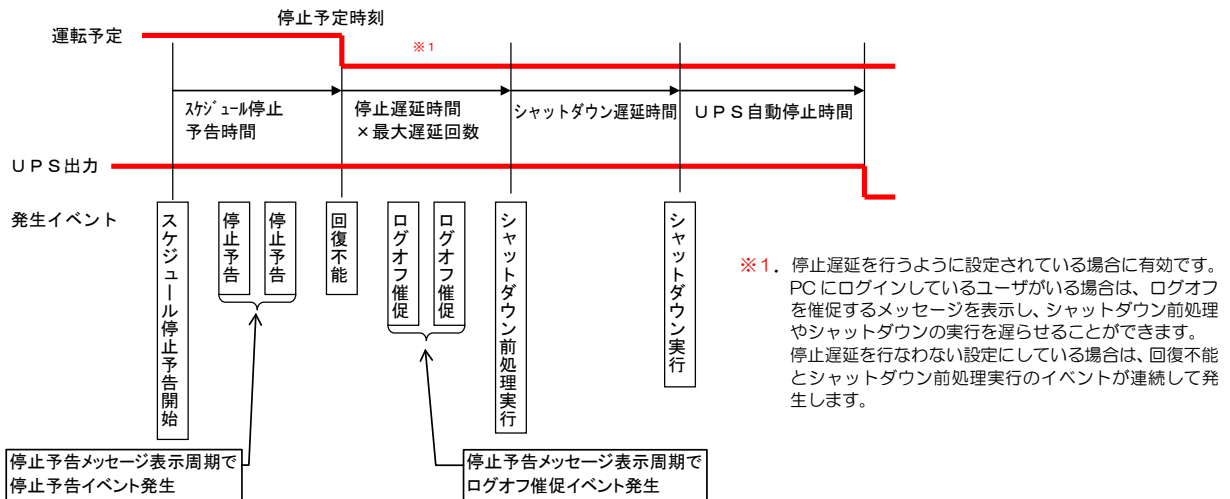 停止予定時刻
運転予定
※1
スケジュール停止
予告時間
停止遅延時間
×最大遅延回数
シャットダウン遅延時間
UPS自動停止時間
UPS出力
発生イベント
スケジュール停止予告開始
停止予告
停止予告
回復不能
ログオフ催促
ログオフ催促
シャットダウン前処理実行
シャットダウン実行
※1．停止遅延を行うように設定されている場合に有効です。
PCにログインしているユーザがいる場合は、ログオフ
を催促するメッセージを表示し、シャットダウン前処理
やシャットダウンの実行を遅らせることができます。
停止遅延を行なわない設定にしている場合は、回復不能
とシャットダウン前処理実行のイベントが連続して発
生します。
停止予告メッセージ表示周期で
停止予告イベント発生
停止予告メッセージ表示周期で
ログオフ催促イベント発生